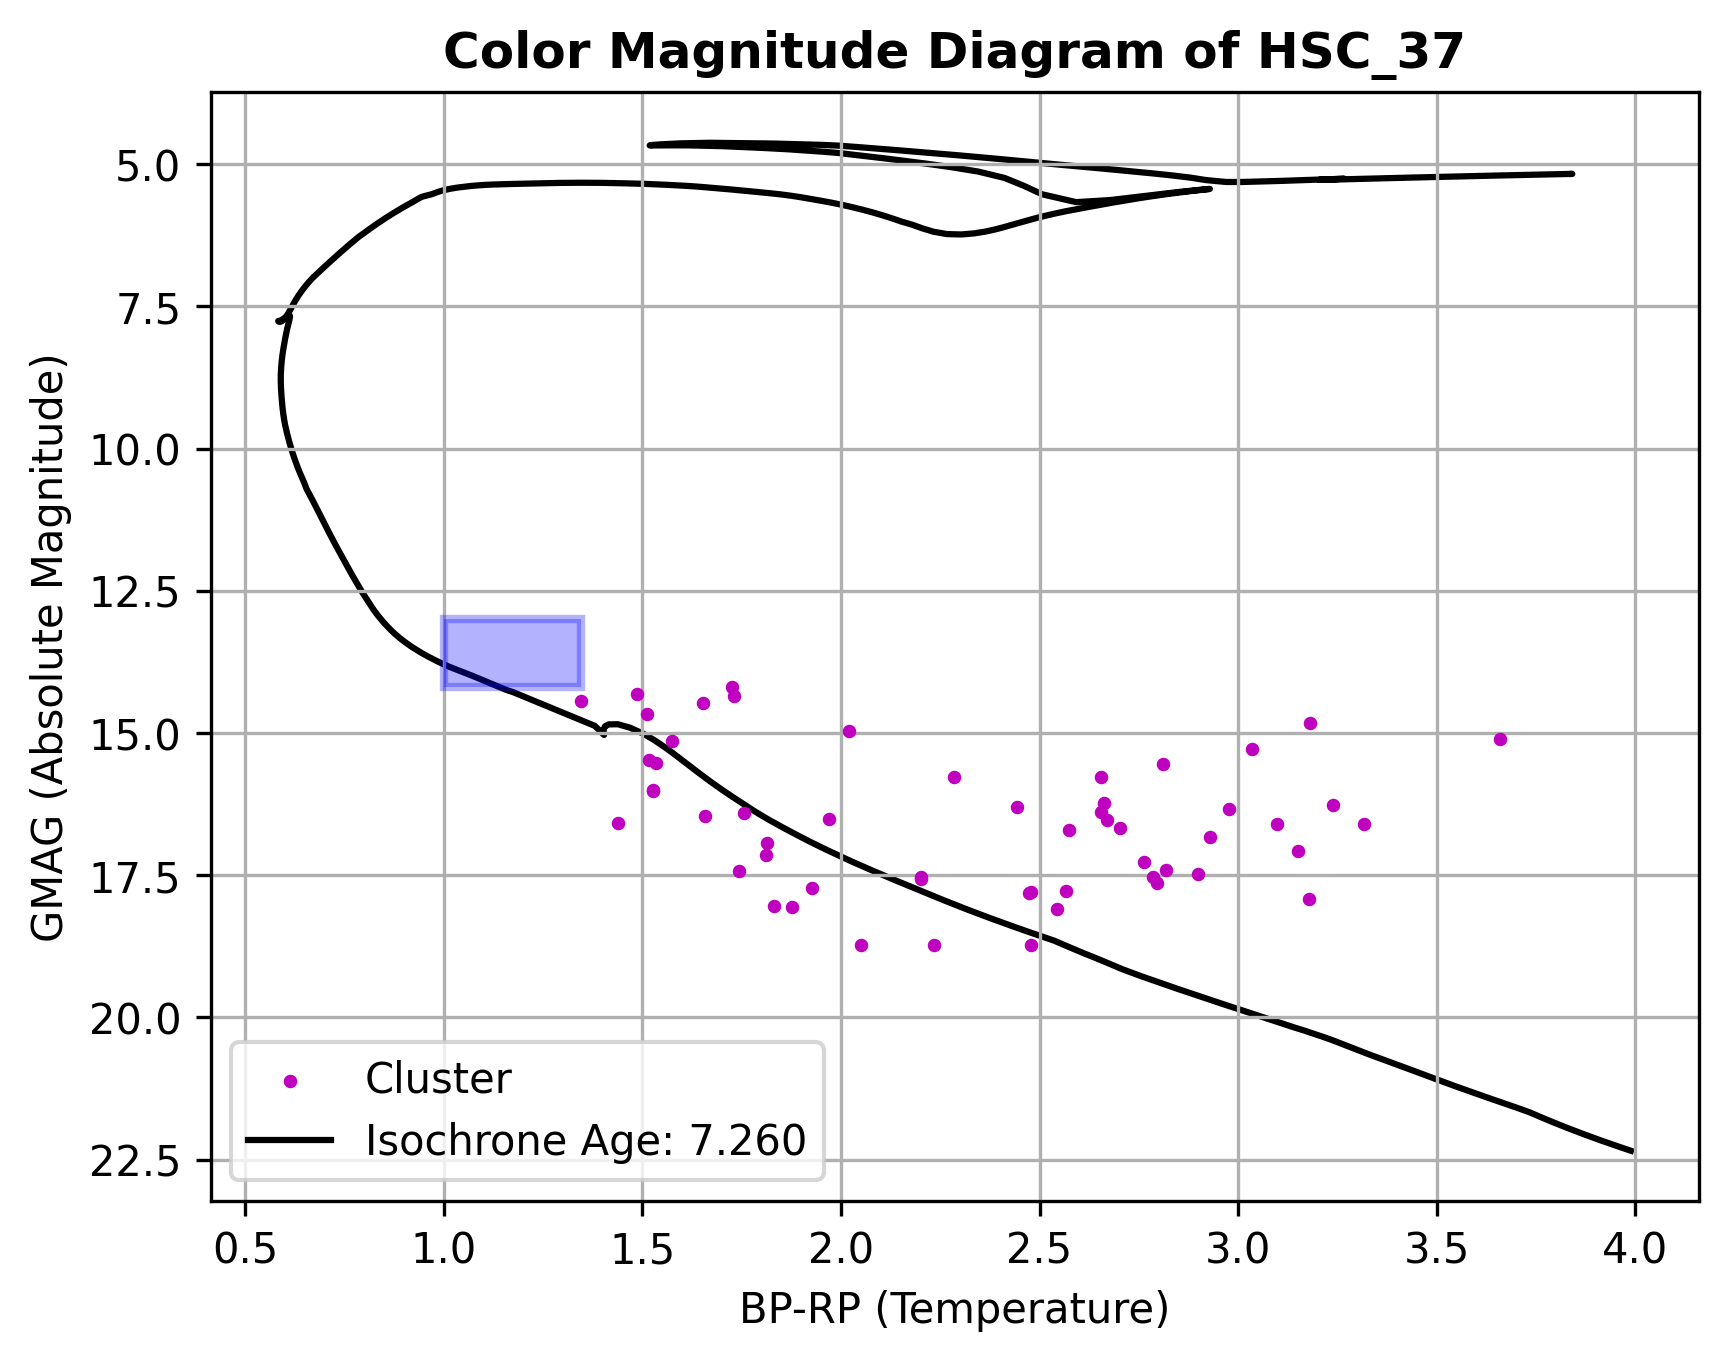 Color Magnitude Diagram of HSC_37
GMAG (Absolute Magnitude)
5.0
7.5
10.0
12.5
15.0
17.5
20.0
22.5
Cluster
Isochrone Age: 7.260
0.5 1.0 1.5 2.0 2.5 3.0 3.5 4.0
BP-RP (Temperature)